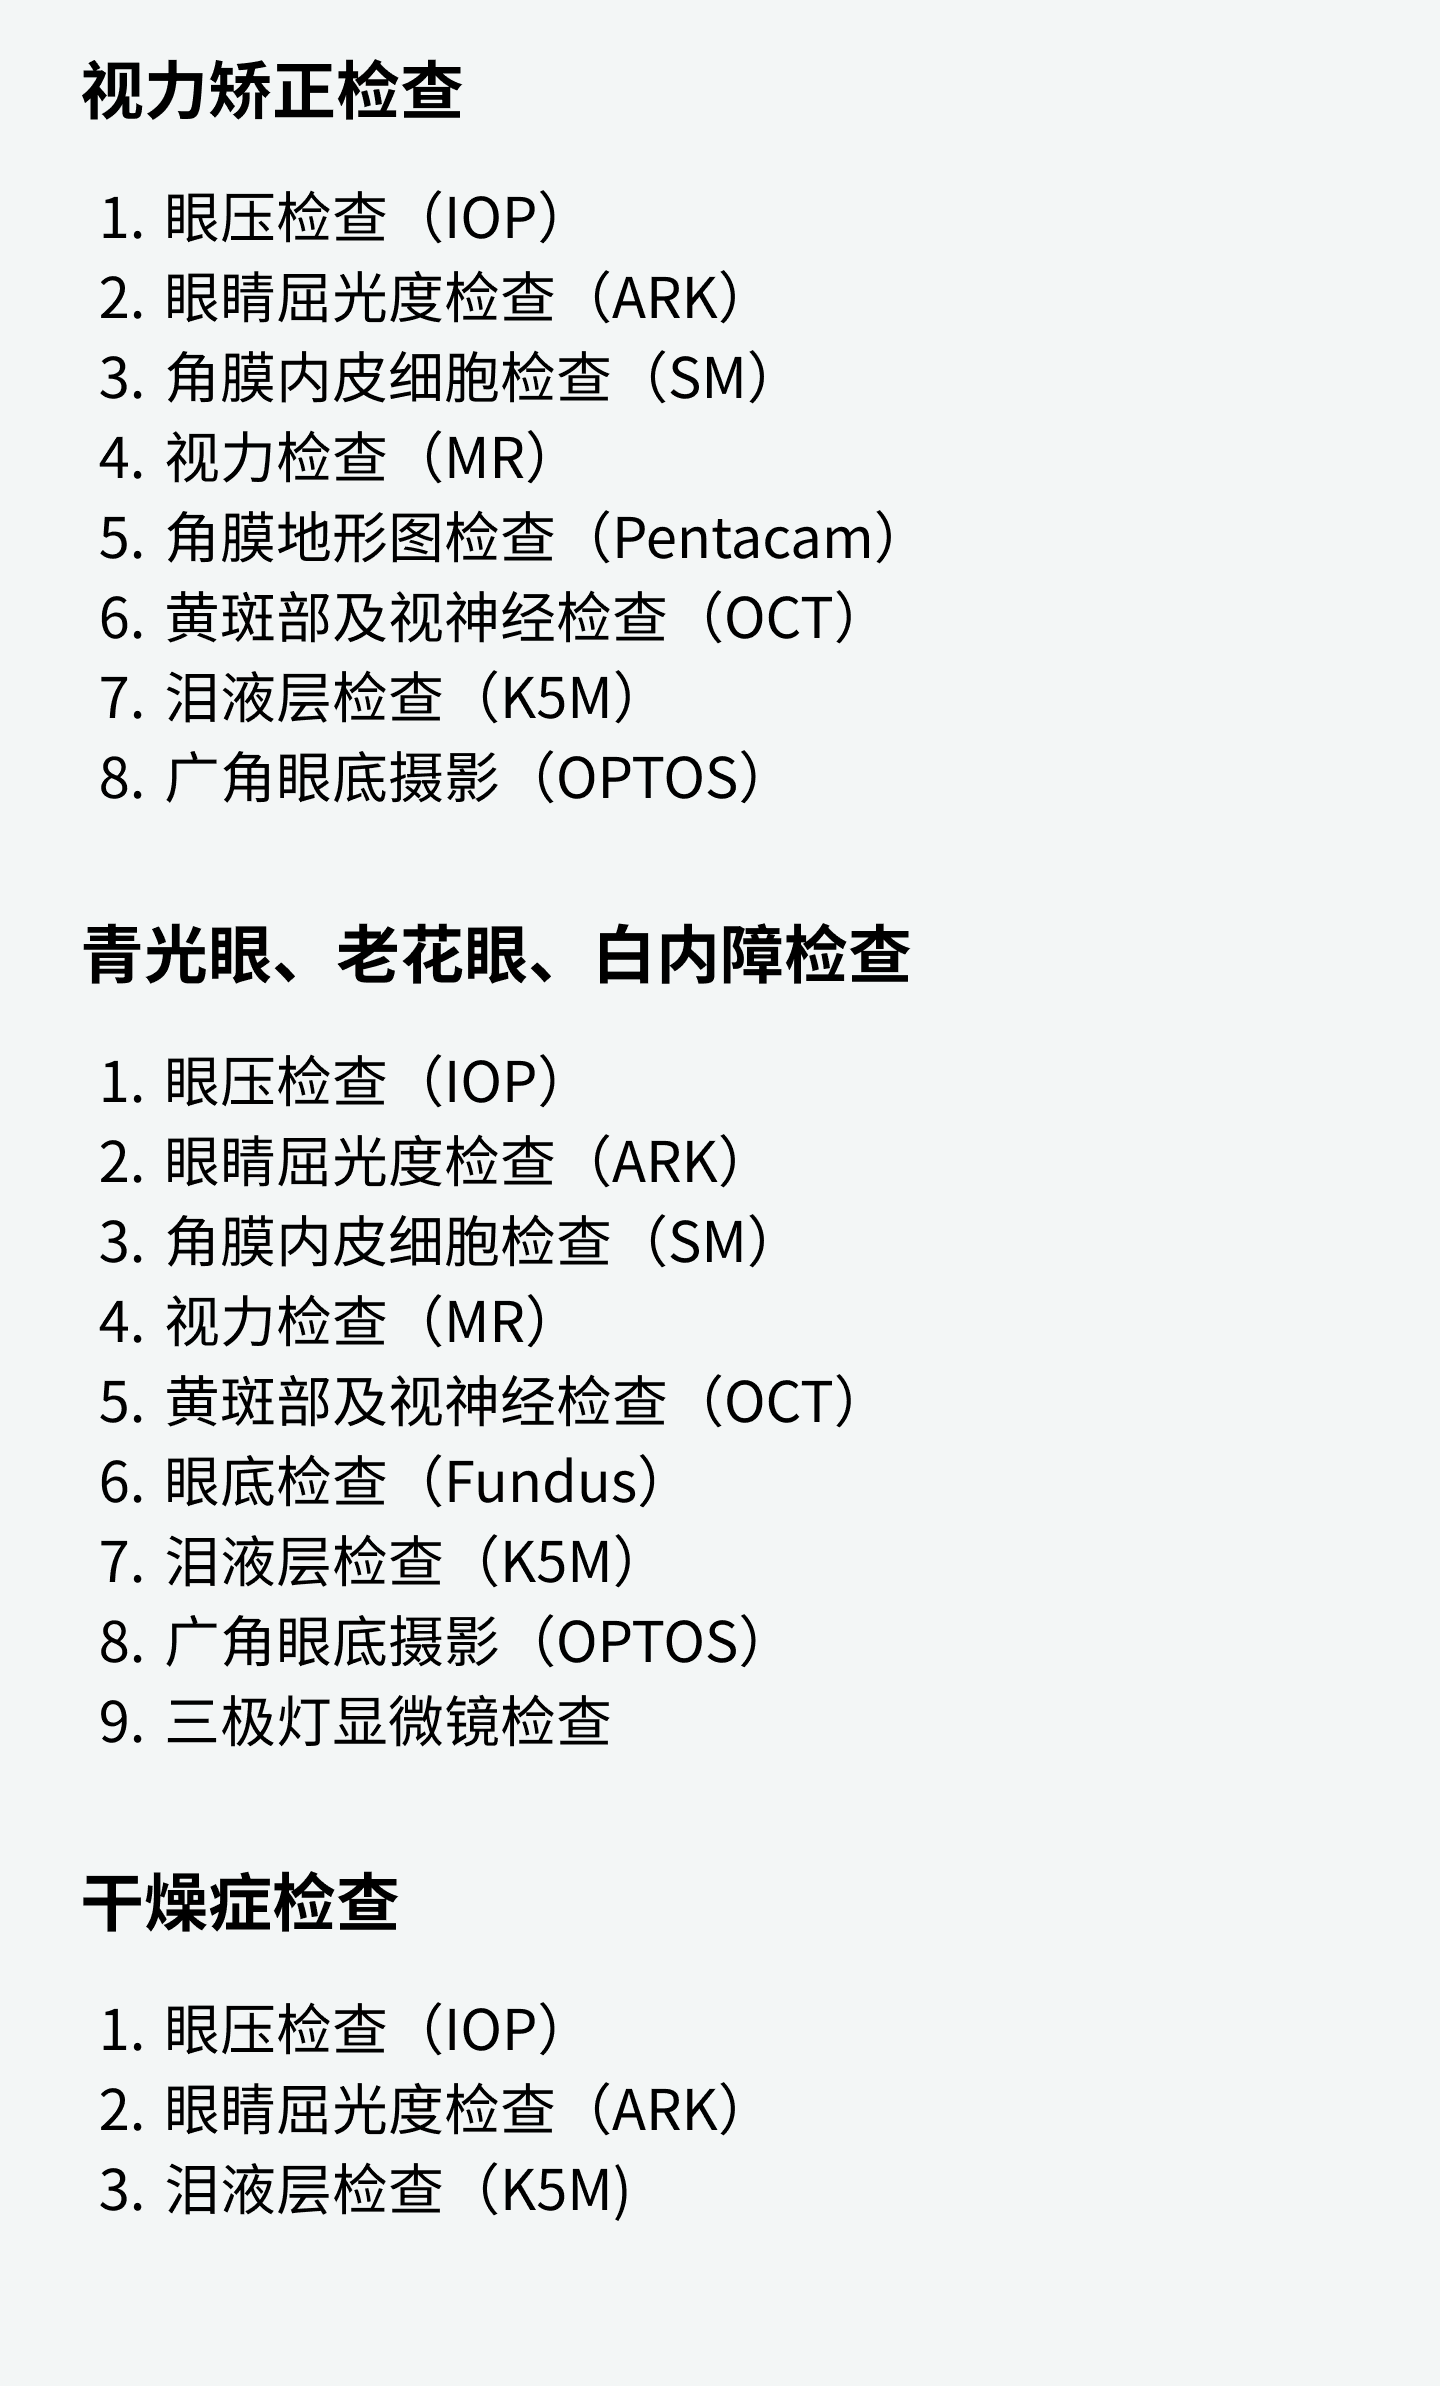 视力矫正检查
1. 眼压检查（IOP）
2. 眼睛屈光度检查（ARK）
3. 角膜内皮细胞检查（SM）
4. 视力检查（MR）
5. 角膜地形图检查（Pentacam）
6. 黄斑部及视神经检查（OCT）
7. 泪液层检查（K5M）
8. 广角眼底摄影（OPTOS）
青光眼、老花眼、白内障检查
1. 眼压检查（IOP）
2. 眼睛屈光度检查（ARK）
3. 角膜内皮细胞检查（SM）
4. 视力检查（MR）
5. 黄斑部及视神经检查（OCT）
6. 眼底检查（Fundus）
7. 泪液层检查（K5M）
8. 广角眼底摄影（OPTOS）
9. 三极灯显微镜检查
干燥症检查
1. 眼压检查（IOP）
2. 眼睛屈光度检查（ARK）
3. 泪液层检查（K5M)